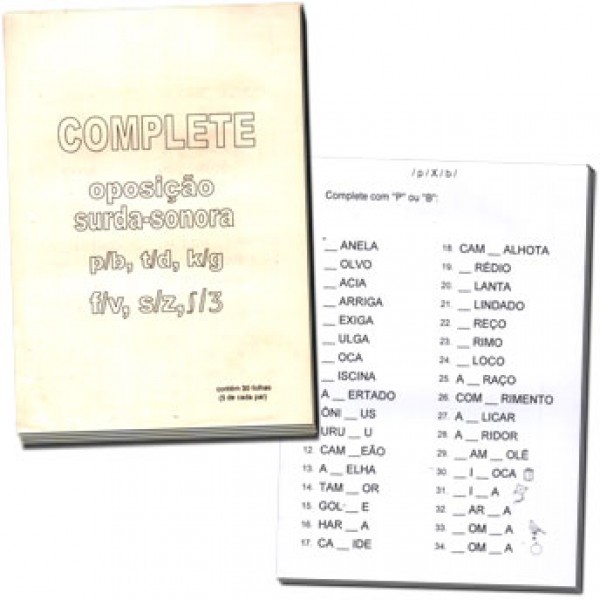 COMPLETE
oposição
surda-sonora
p/b, t/d, k/g
f/v, s/z, ʃ/ʒ
contém 30 folhas
(5 de cada par)
/p/X/b/
Complete com "P" ou "B":
__ ANELA
__ OLVO
__ ACIA
__ ARRIGA
__ EXIGA
__ ULGA
__ OCA
__ ISCINA
A __ ERTADO
ÔNI __ US
URU __ U
12. CAM __ EÃO
13. A __ ELHA
14. TAM __ OR
15. GOL __ E
16. HAR __ A
17. CA __ IDE
18. CAM __ ALHOTA
19. __ RÉDIO
20. __ LANTA
21. __ LINDADO
22. __ REÇO
23. __ RIMO
24. __ LOCO
25. A __ RAÇO
26. COM __ RIMENTO
27. A __ LICAR
28. A __ RIDOR
29. __ AM __ OLÊ
30. __ I __ OCA
31. __ I __ A
32. __ AR __ A
33. __ OM __ A
34. __ OM __ A